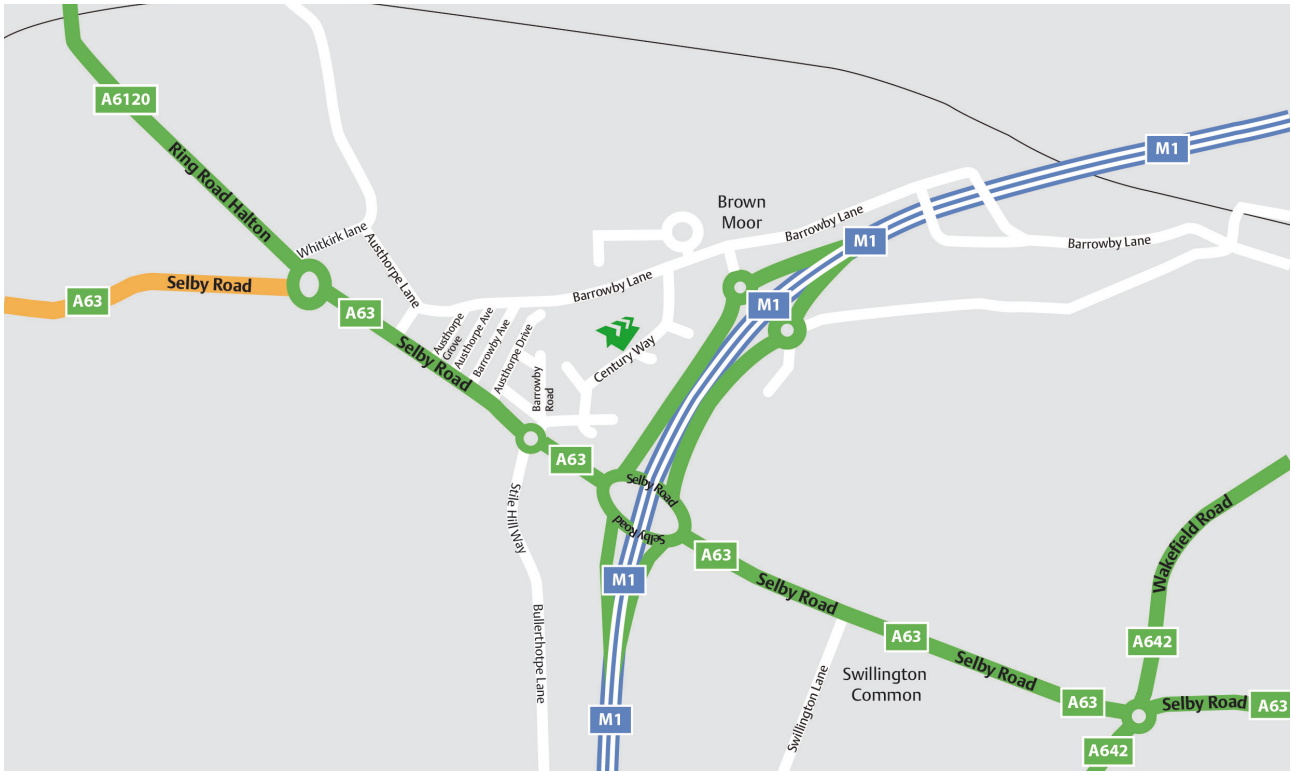 A6120
Ring Road Halton
M1
Brown
Moor
Barrowby Lane
M1
Barrowby Lane
Whitkirk lane
Austhorpe Lane
Selby Road
A63
A63
Barrowby Lane
M1
Austhorpe
Grove
Austhorpe Ave
Barrowby Ave
Austhorpe Drive
Selby Road
Century Way
Barrowby
Road
A63
Selby Road
Selby Road
Stile Hill Way
Wakefield Road
A63
M1
Selby Road
Bullerthotpe Lane
A63
A642
Selby Road
Swillington
Common
Swillington Lane
A63
Selby Road
A63
M1
A642